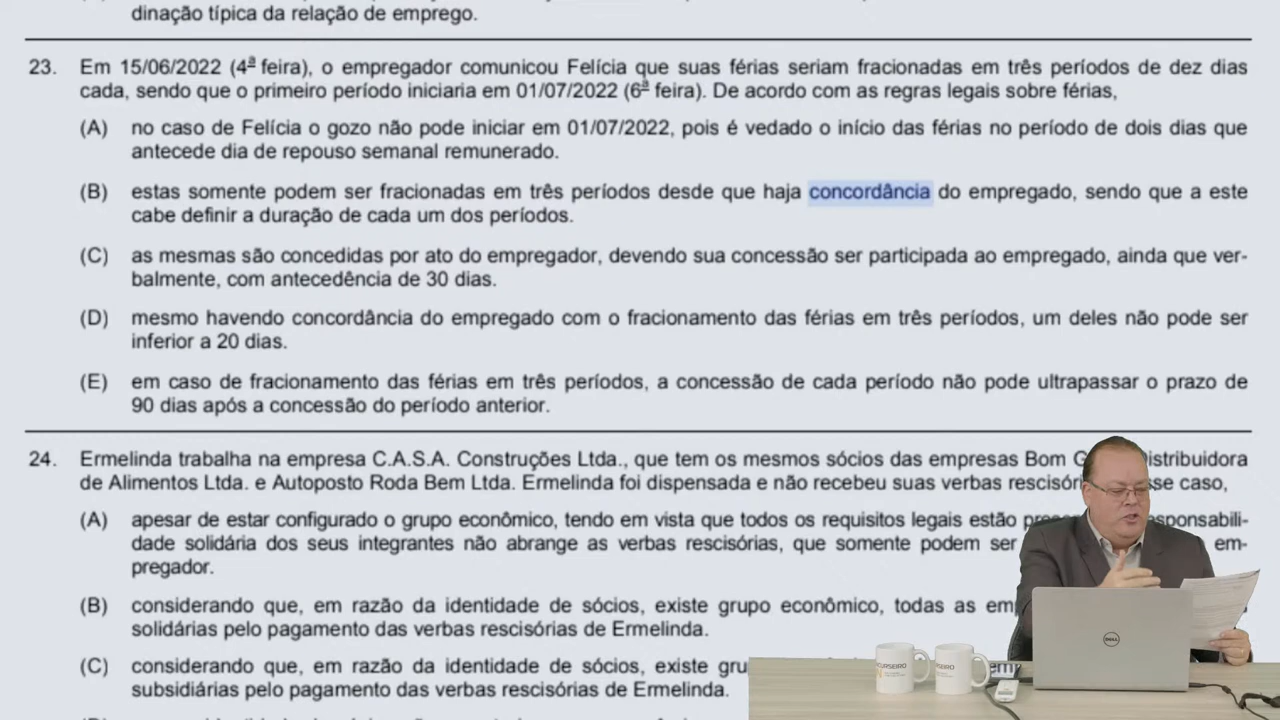 dinação típica da relação de emprego.
23. Em 15/06/2022 (4ª feira), o empregador comunicou Felícia que suas férias seriam fracionadas em três períodos de dez dias
cada, sendo que o primeiro período iniciaria em 01/07/2022 (6ª feira). De acordo com as regras legais sobre férias,
(A) no caso de Felícia o gozo não pode iniciar em 01/07/2022, pois é vedado o início das férias no período de dois dias que
antecede dia de repouso semanal remunerado.
(B) estas somente podem ser fracionadas em três períodos desde que haja concordância do empregado, sendo que a este
cabe definir a duração de cada um dos períodos.
(C) as mesmas são concedidas por ato do empregador, devendo sua concessão ser participada ao empregado, ainda que ver-
balmente, com antecedência de 30 dias.
(D) mesmo havendo concordância do empregado com o fracionamento das férias em três períodos, um deles não pode ser
inferior a 20 dias.
(E) em caso de fracionamento das férias em três períodos, a concessão de cada período não pode ultrapassar o prazo de
90 dias após a concessão do período anterior.
24. Ermelinda trabalha na empresa C.A.S.A. Construções Ltda., que tem os mesmos sócios das empresas Bom
de Alimentos Ltda. e Autoposto Roda Bem Ltda. Ermelinda foi dispensada e não recebeu suas verbas caso,
(A) apesar de estar configurado o grupo econômico, tendo em vista que todos os requisitos legais estão
dade solidária dos seus integrantes não abrange as verbas rescisórias, que somente podem ser em-
pregador.
(B) considerando que, em razão da identidade de sócios, existe grupo econômico, todas as
solidárias pelo pagamento das verbas rescisórias de Ermelinda.
(C) considerando que, em razão da identidade de sócios, existe
subsidiárias pelo pagamento das verbas rescisórias de Ermelinda.
DELL